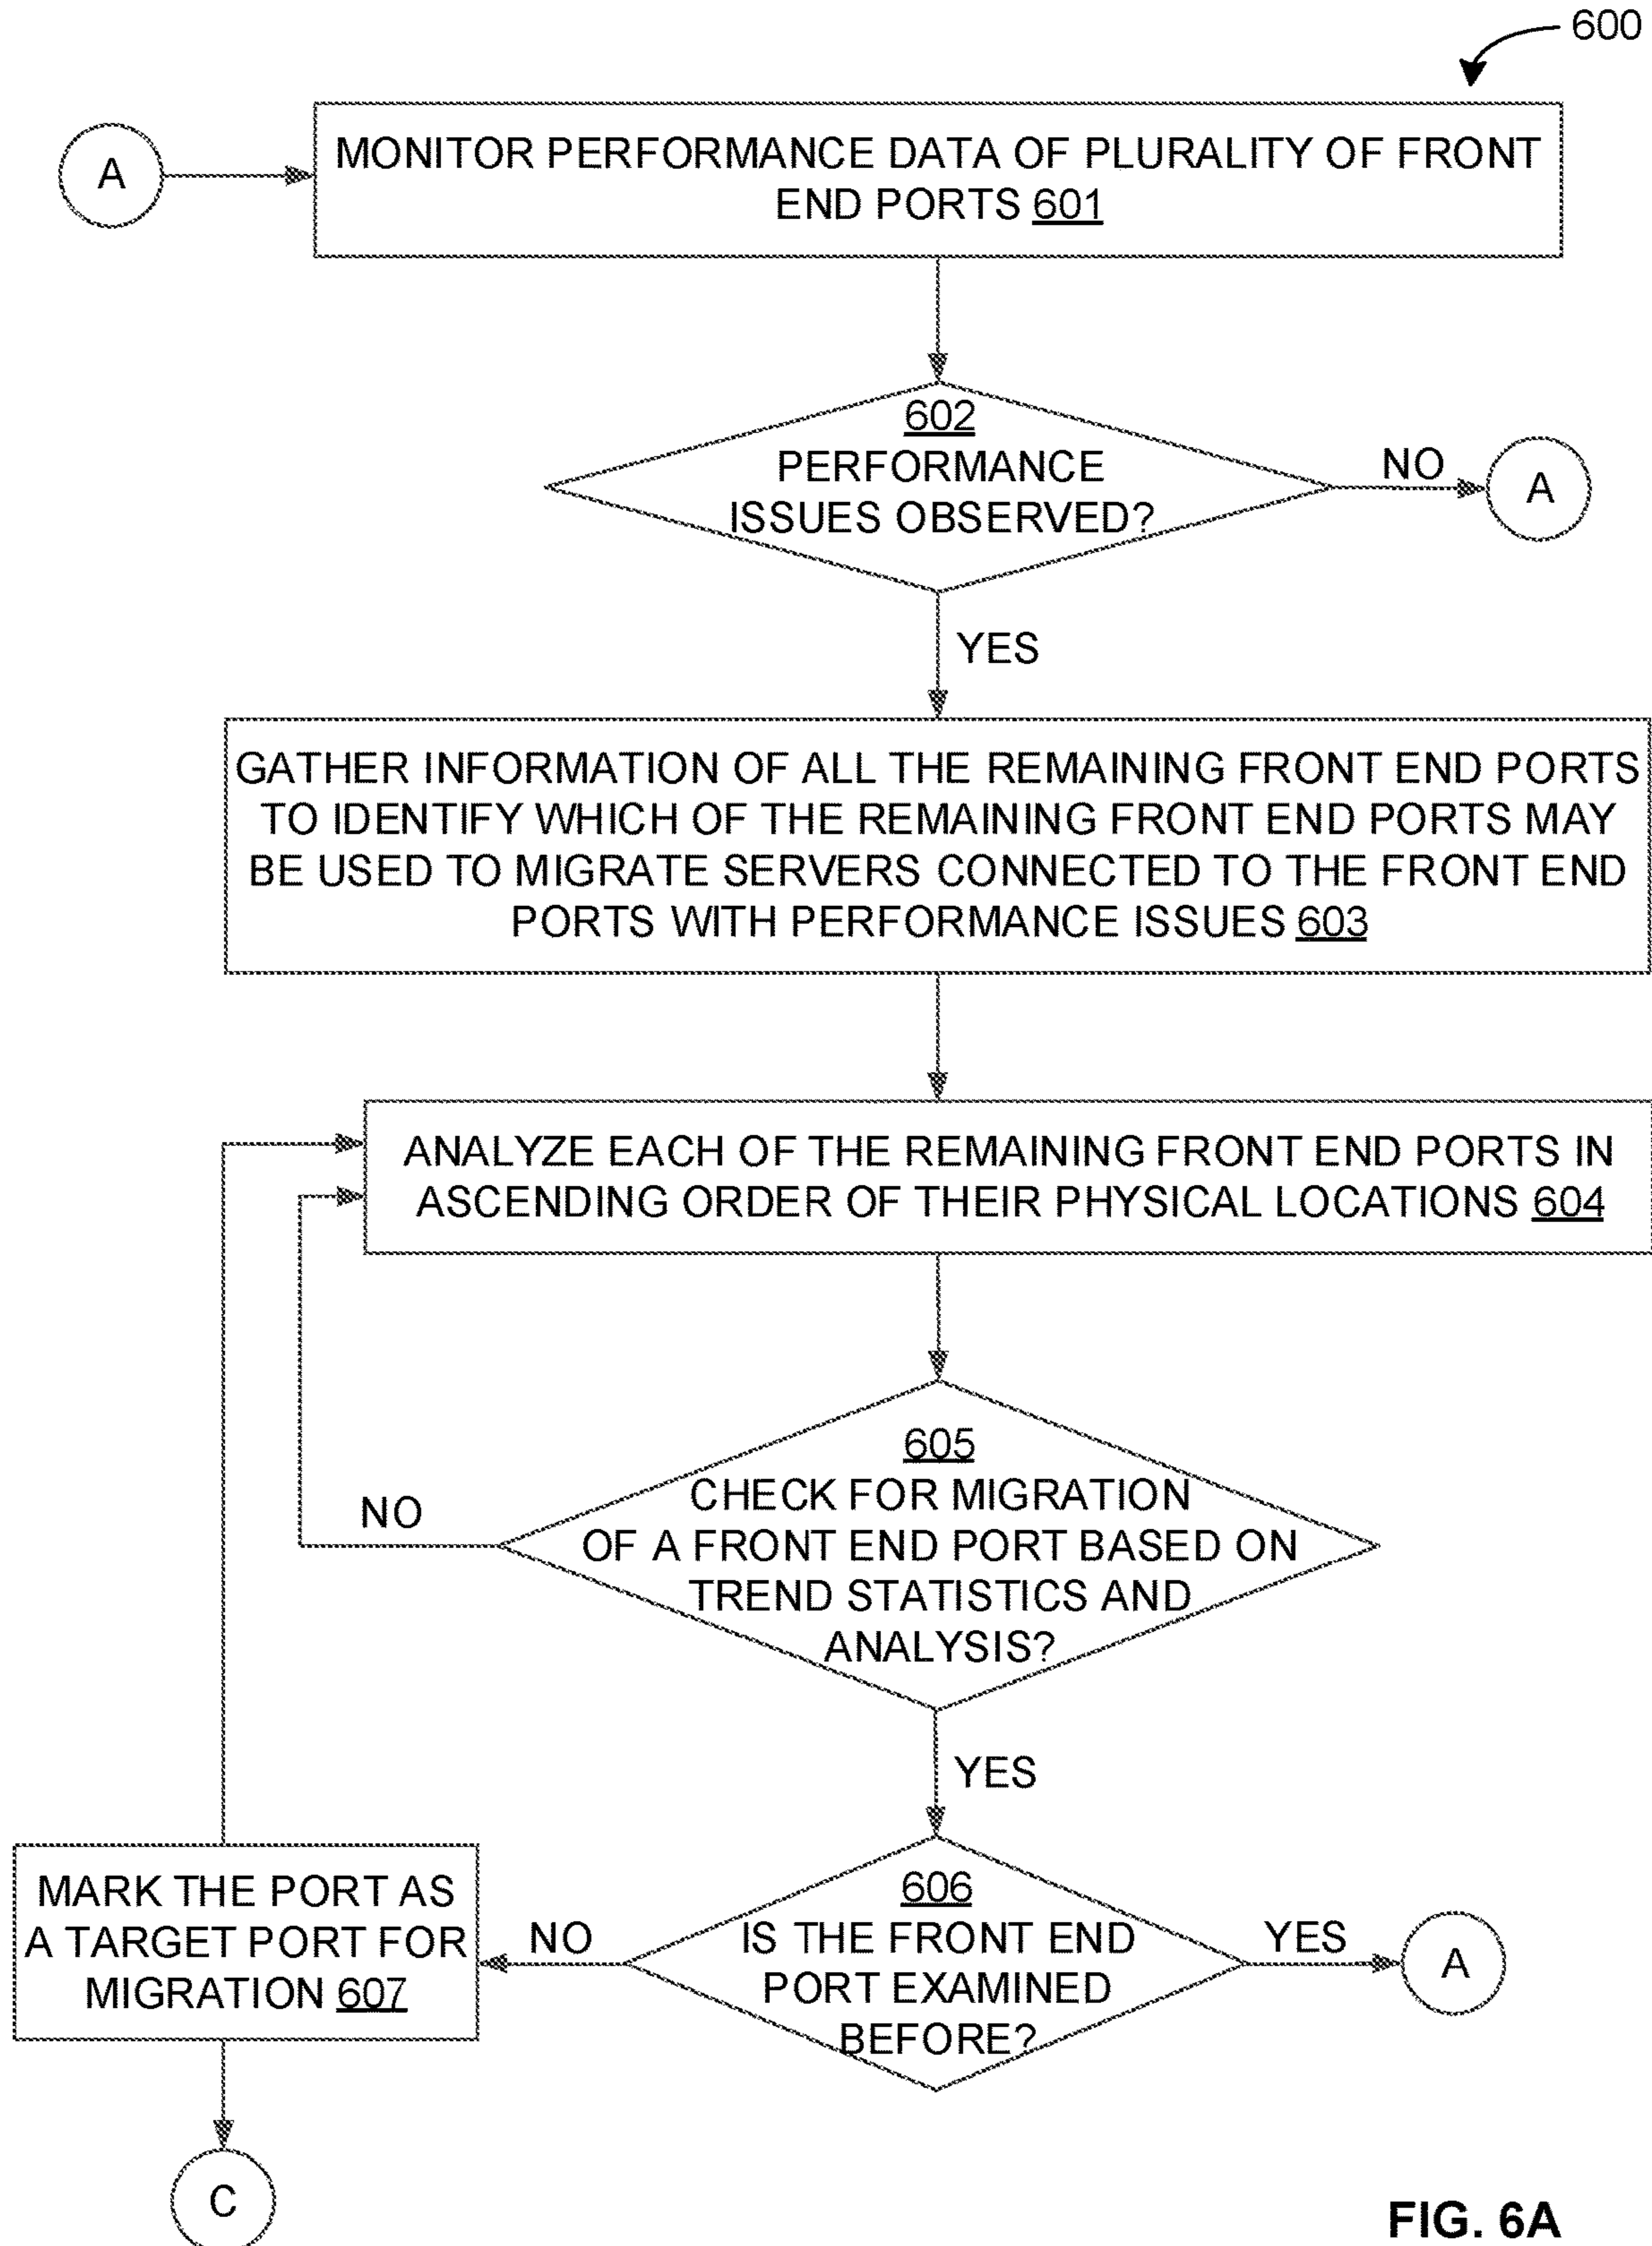 600
A
MONITOR PERFORMANCE DATA OF PLURALITY OF FRONT
END PORTS 601
602
PERFORMANCE
ISSUES OBSERVED?
NO
A
YES
GATHER INFORMATION OF ALL THE REMAINING FRONT END PORTS
TO IDENTIFY WHICH OF THE REMAINING FRONT END PORTS MAY
BE USED TO MIGRATE SERVERS CONNECTED TO THE FRONT END
PORTS WITH PERFORMANCE ISSUES 603
ANALYZE EACH OF THE REMAINING FRONT END PORTS IN
ASCENDING ORDER OF THEIR PHYSICAL LOCATIONS 604
605
CHECK FOR MIGRATION
OF A FRONT END PORT BASED ON
TREND STATISTICS AND
ANALYSIS?
NO
YES
606
IS THE FRONT END
PORT EXAMINED
BEFORE?
YES
A
NO
MARK THE PORT AS
A TARGET PORT FOR
MIGRATION 607
C
FIG. 6A